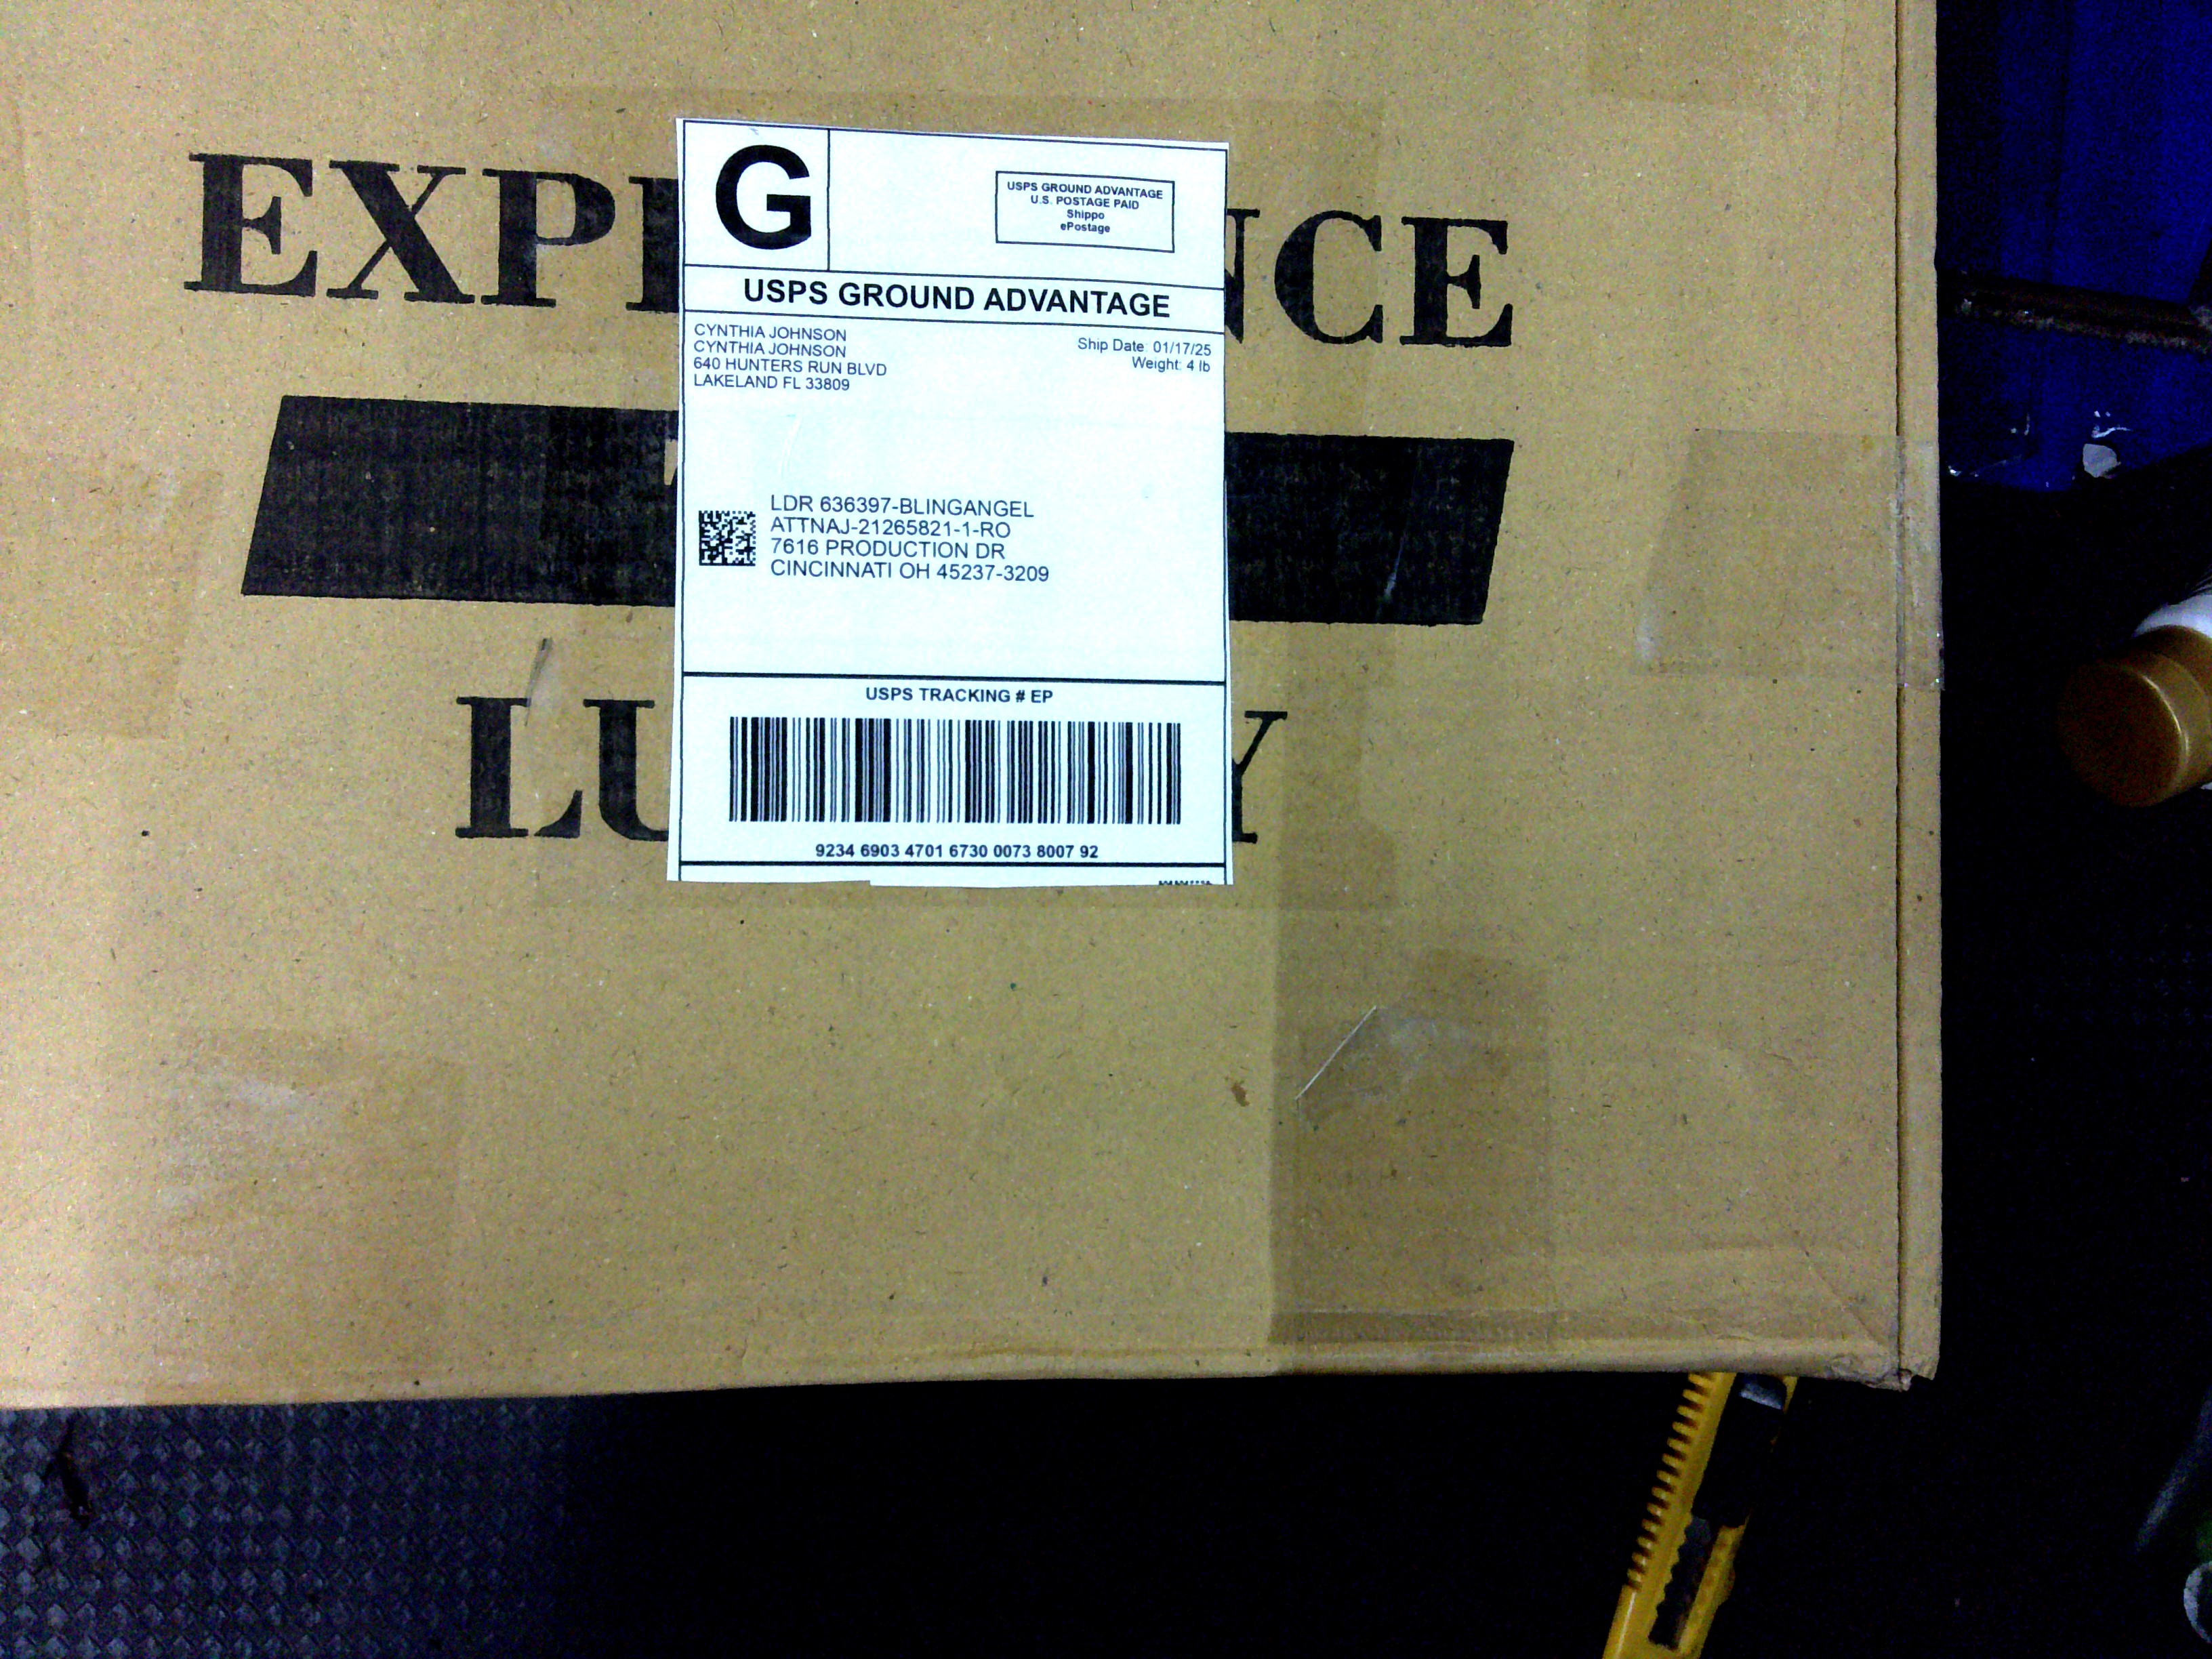 EXP
NCE
LU
Y
G
USPS GROUND ADVANTAGE
U.S. POSTAGE PAID
Shippo
ePostage
USPS GROUND ADVANTAGE
CYNTHIA JOHNSON
CYNTHIA JOHNSON
640 HUNTERS RUN BLVD
LAKELAND FL 33809
Ship Date: 01/17/25
Weight: 4 lb
LDR 636397-BLINGANGEL
ATTNAJ-21265821-1-RO
7616 PRODUCTION DR
CINCINNATI OH 45237-3209
USPS TRACKING # EP
9234 6903 4701 6730 0073 8007 92